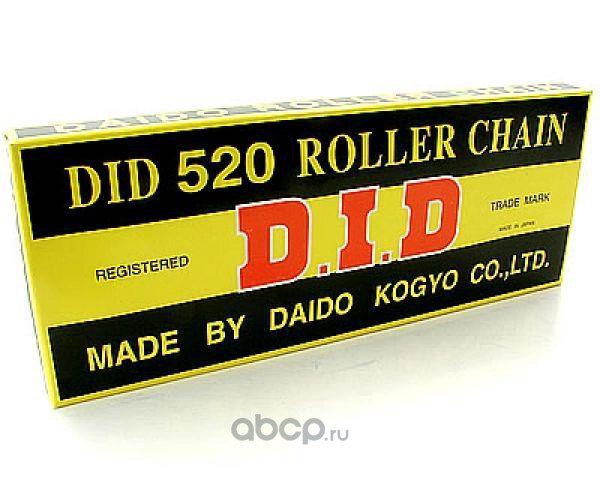 DAIDO ROLLER CHAIN
DID 520 ROLLER CHAIN
REGISTERED
D.I.D
TRADE MARK
MADE IN JAPAN
MADE BY DAIDO KOGYO CO.,LTD.
abcp.ru